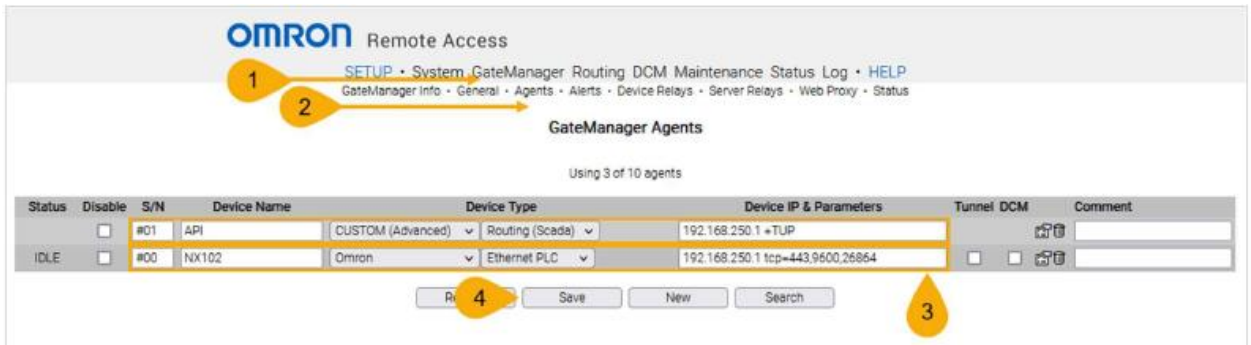 OMRON Remote Access
1
SETUP • System GateManager Routing DCM Maintenance Status Log • HELP
2
GateManager Info • General • Agents • Alerts • Device Relays • Server Relays • Web Proxy • Status
GateManager Agents
Using 3 of 10 agents
Status Disable S/N Device Name Device Type Device IP & Parameters Tunnel DCM Comment
#01 API CUSTOM (Advanced) Routing (Scada) 192.168.250.1 +TUP
IDLE #00 NX102 Omron Ethernet PLC 192.168.250.1 tcp=443,9600,26864
4 Save New Search
3